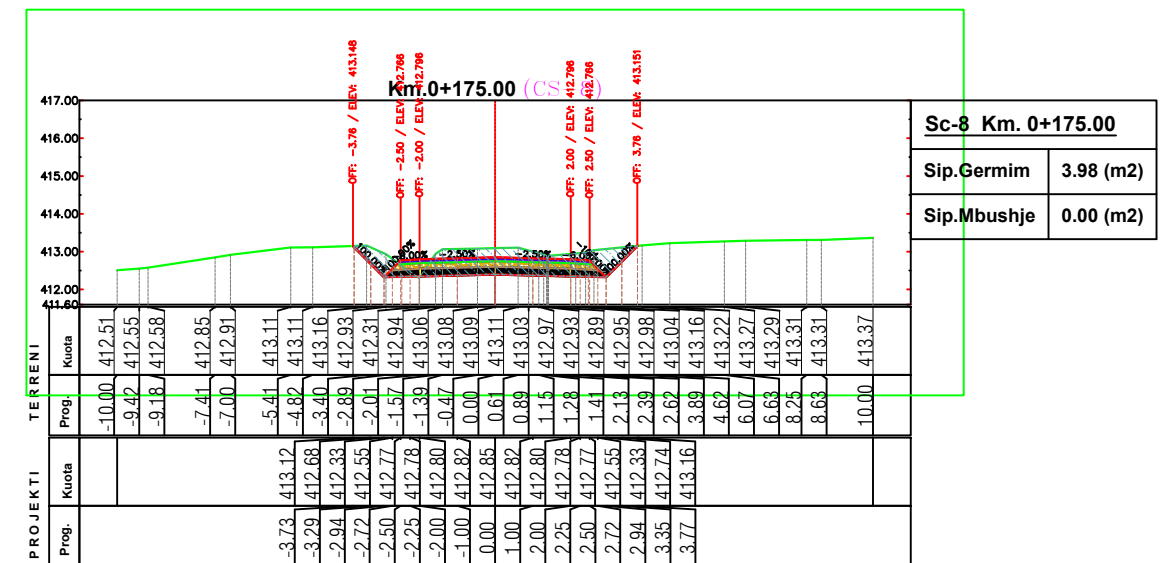 OFF: -3.76 / ELEV: 413.148
OFF: -2.50 / ELEV: 412.766
OFF: -2.00 / ELEV: 412.796
OFF: 2.00 / ELEV: 412.796
OFF: 2.50 / ELEV: 412.766
OFF: 3.76 / ELEV: 413.151
Km.0+175.00 (CS-8)
417.00
416.00
415.00
414.00
413.00
412.00
411.60
100.00%
-2.50%
-2.50%
100.00%
Sc-8 Km. 0+175.00
Sip.Germim 3.98 (m2)
Sip.Mbushje 0.00 (m2)
TERRENI
Kuota 412.51 412.55 412.58 412.85 412.91 413.11 413.11 413.16 412.93 412.31 412.94 413.06 413.08 413.09 413.11 413.03 412.97 412.93 412.89 412.95 412.98 413.04 413.16 413.22 413.27 413.29 413.31 413.31 413.37
Prog. -10.00 -9.42 -9.18 -7.41 -7.00 -5.41 -4.82 -3.40 -2.89 -2.01 -1.57 -1.39 -0.47 0.00 0.61 0.89 1.15 1.28 1.41 2.13 2.39 2.62 3.89 4.62 6.07 6.63 8.25 8.63 10.00
PROJEKTI
Kuota 413.12 412.68 412.33 412.55 412.77 412.78 412.80 412.82 412.85 412.82 412.80 412.78 412.77 412.55 412.33 412.74 413.16
Prog. -3.73 -3.29 -2.94 -2.72 -2.50 -2.25 -2.00 -1.00 0.00 1.00 2.00 2.25 2.50 2.72 2.94 3.35 3.77